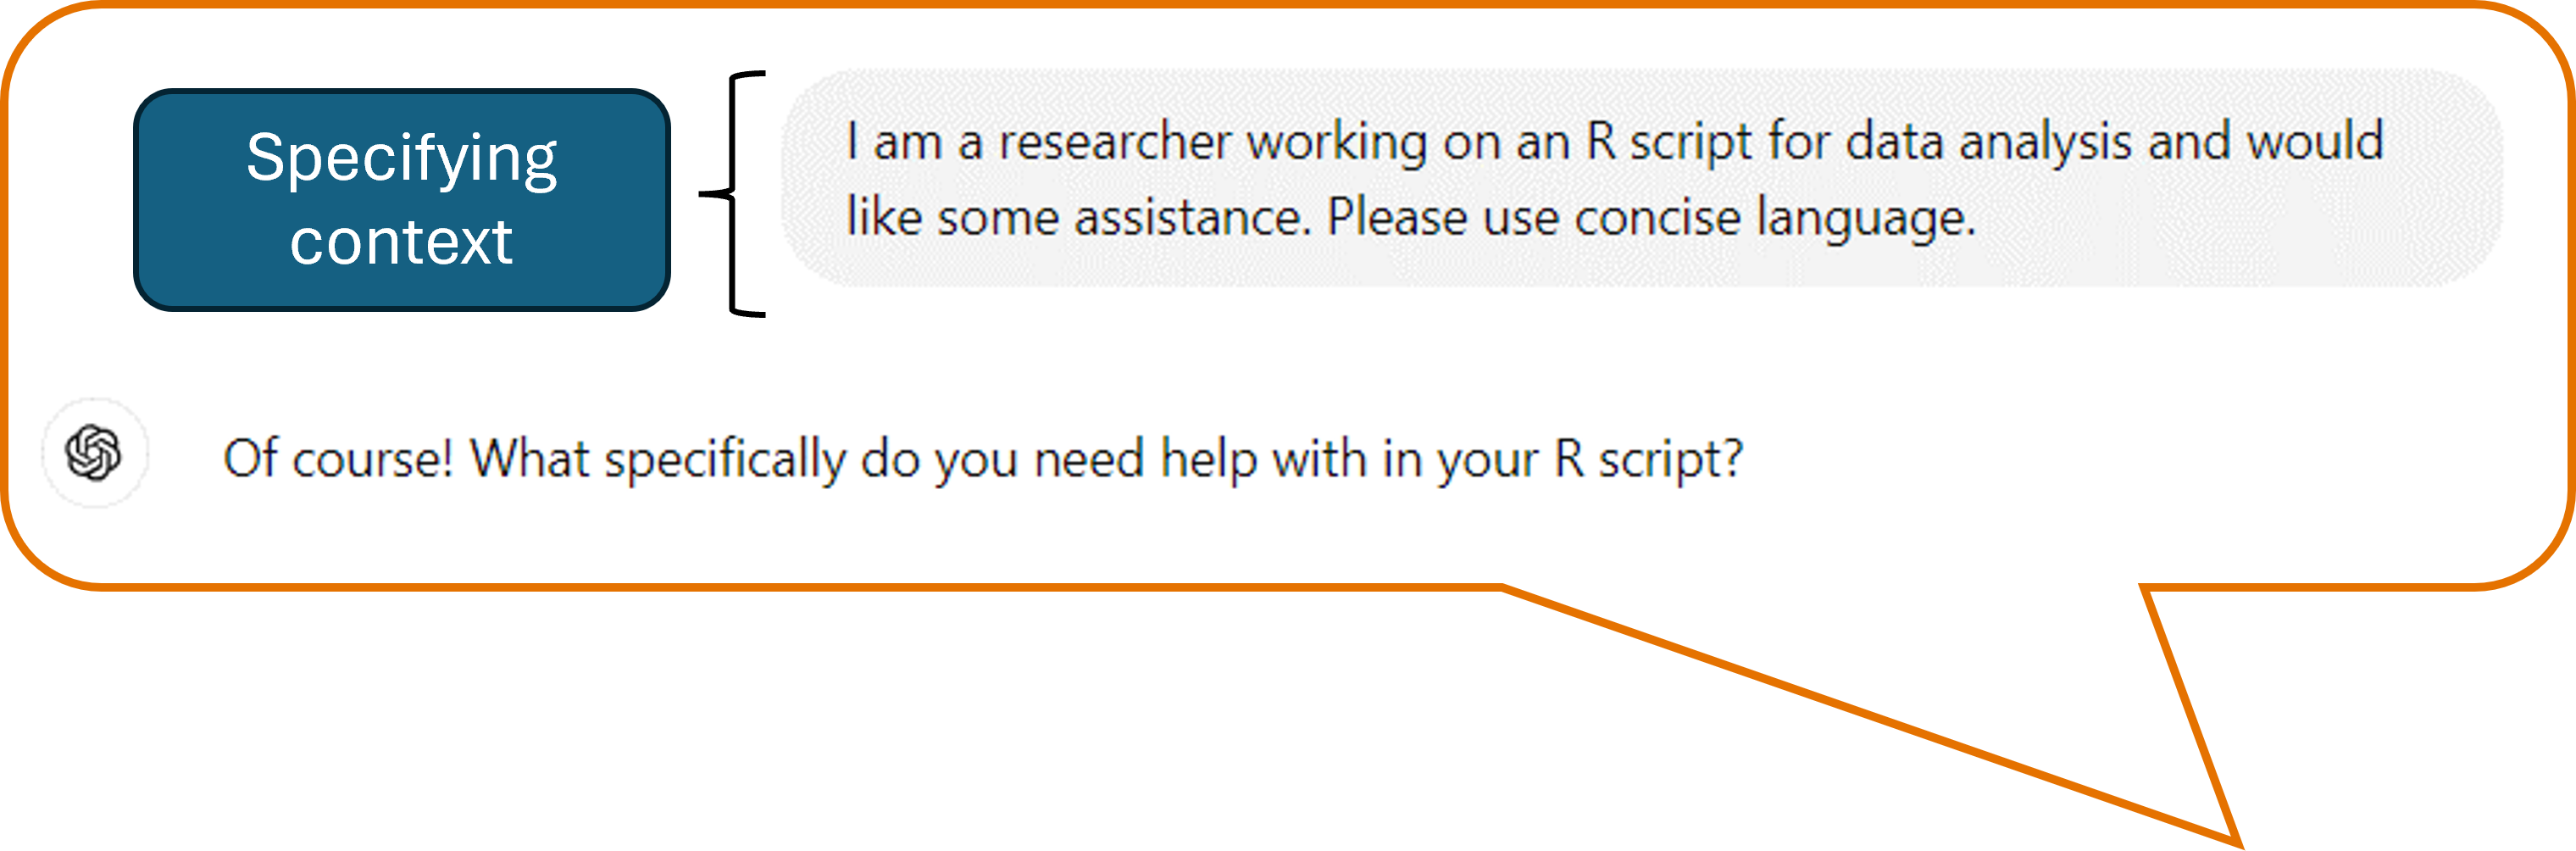 Specifying
context
I am a researcher working on an R script for data analysis and would
like some assistance. Please use concise language.
Of course! What specifically do you need help with in your R script?